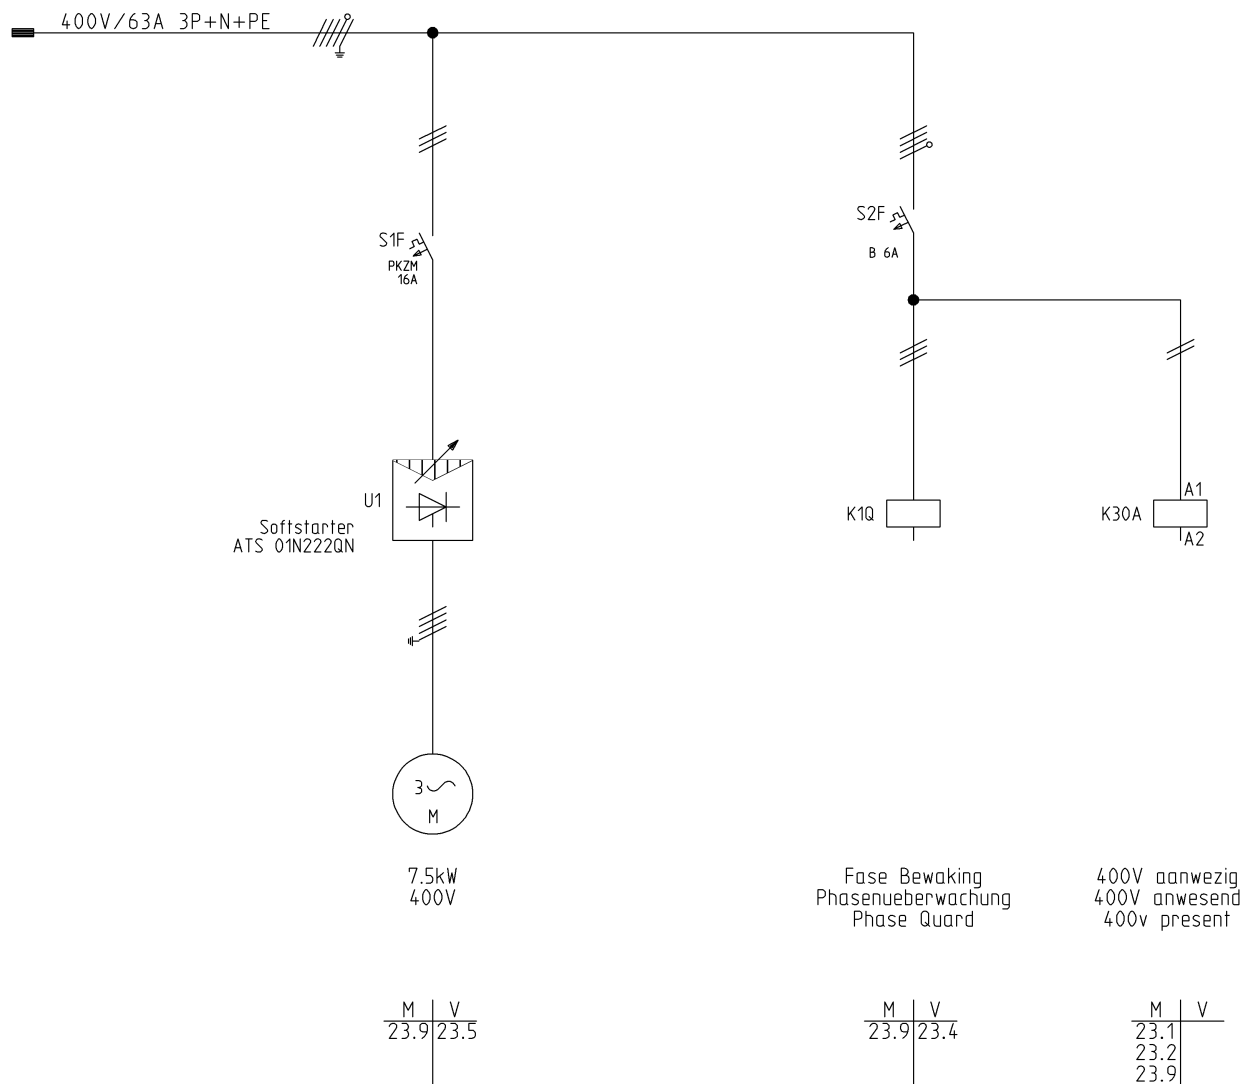 400V/63A 3P+N+PE
S1F
PKZM
16A
S2F
B 6A
U1
Softstarter
ATS 01N222QN
K1Q
K30A
A1
A2
3
M
7.5kW
400V
Fase Bewaking
Phasenueberwachung
Phase Quard
400V aanwezig
400V anwesend
400v present
M V
23.9 23.5
M V
23.9 23.4
M V
23.1
23.2
23.9